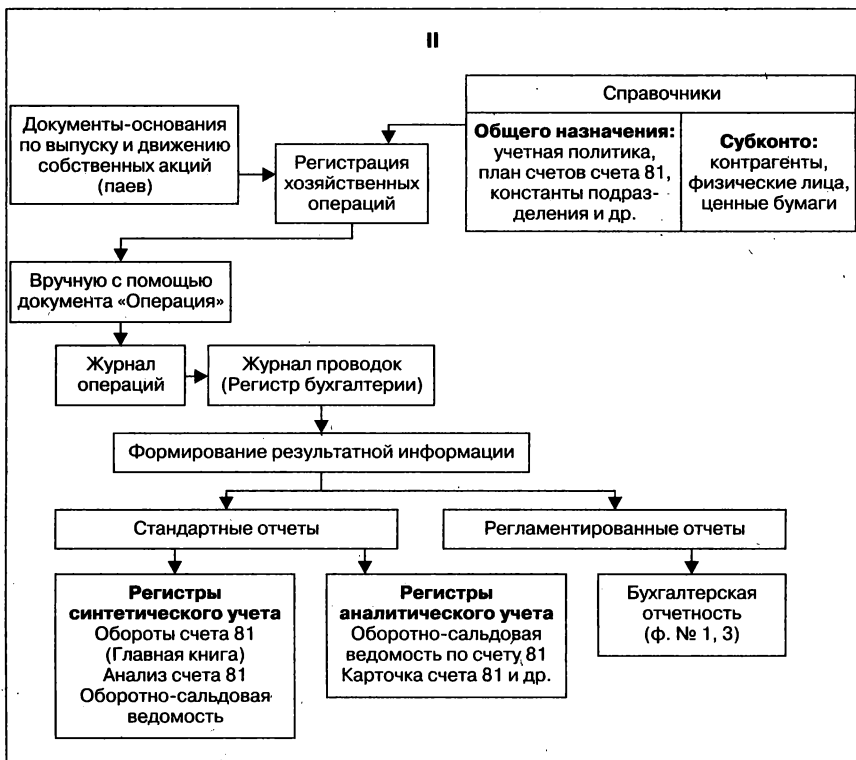 II
Документы-основания
по выпуску и движению
собственных акций
(паев)
Регистрация
хозяйственных
операций
Справочники
Общего назначения:
учетная политика,
план счетов счета 81,
константы подраз-
деления и др.
Субконто:
контрагенты,
физические лица,
ценные бумаги
Вручную с помощью
документа «Операция»
Журнал
операций
Журнал проводок
(Регистр бухгалтерии)
Формирование результатной информации
Стандартные отчеты
Регламентированные отчеты
Регистры
синтетического учета
Обороты счета 81
(Главная книга)
Анализ счета 81
Оборотно-сальдовая
ведомость
Регистры
аналитического учета
Оборотно-сальдовая
ведомость по счету 81
Карточка счета 81 и др.
Бухгалтерская
отчетность
(ф. № 1, 3)